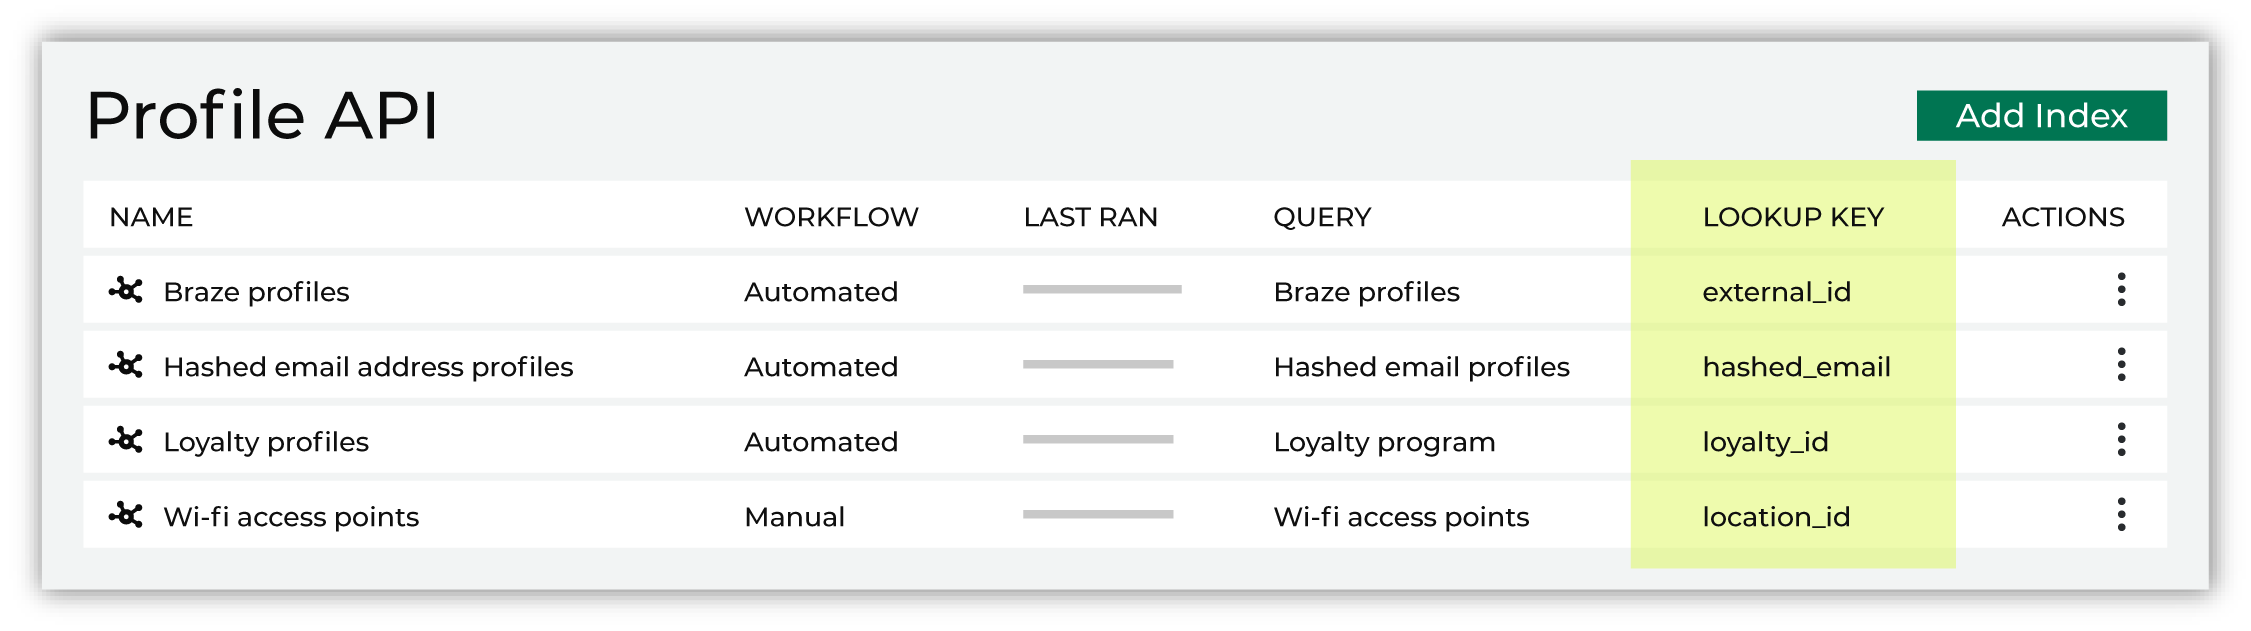 Profile API
Add Index
NAME WORKFLOW LAST RAN QUERY LOOKUP KEY ACTIONS
Braze profiles Automated Braze profiles external_id
Hashed email address profiles Automated Hashed email profiles hashed_email
Loyalty profiles Automated Loyalty program loyalty_id
Wi-fi access points Manual Wi-fi access points location_id